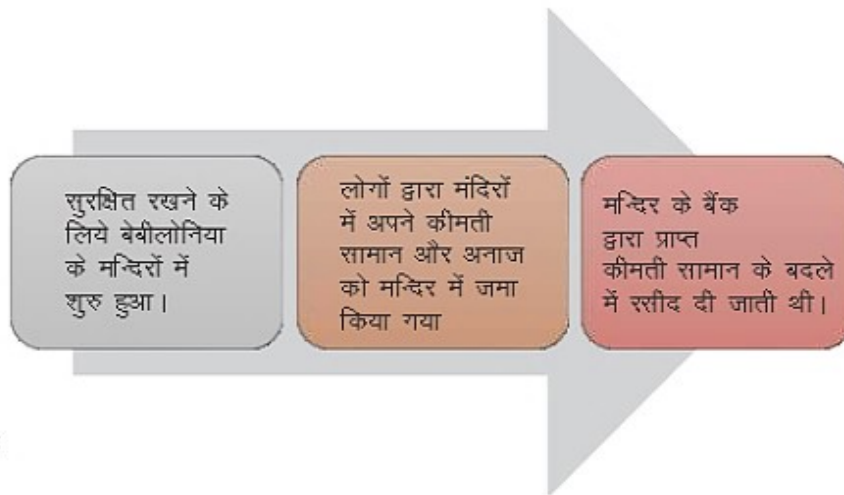 सुरक्षित रखने के
लिये बेबीलोनिया
के मन्दिरों में
शुरु हुआ।
लोगों द्वारा मंदिरों
में अपने कीमती
सामान और अनाज
को मन्दिर में जमा
किया गया
मन्दिर के बैंक
द्वारा प्राप्त
कीमती सामान के बदले
में रसीद दी जाती थी।